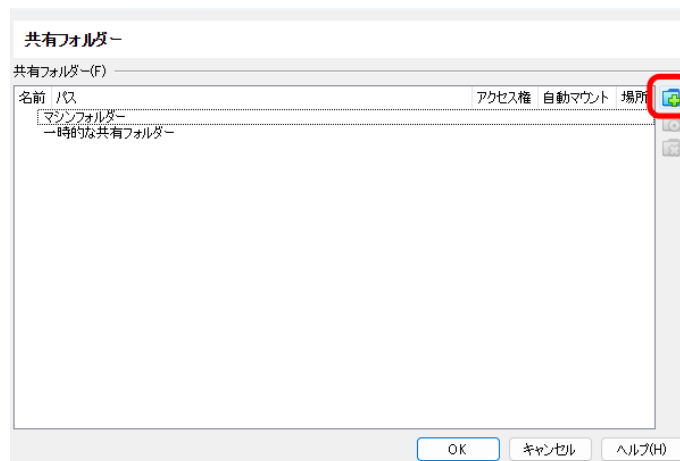 共有フォルダー
共有フォルダー(F)
名前 パス アクセス権 自動マウント 場所
マシンフォルダー
一時的な共有フォルダー
OK キャンセル ヘルプ(H)